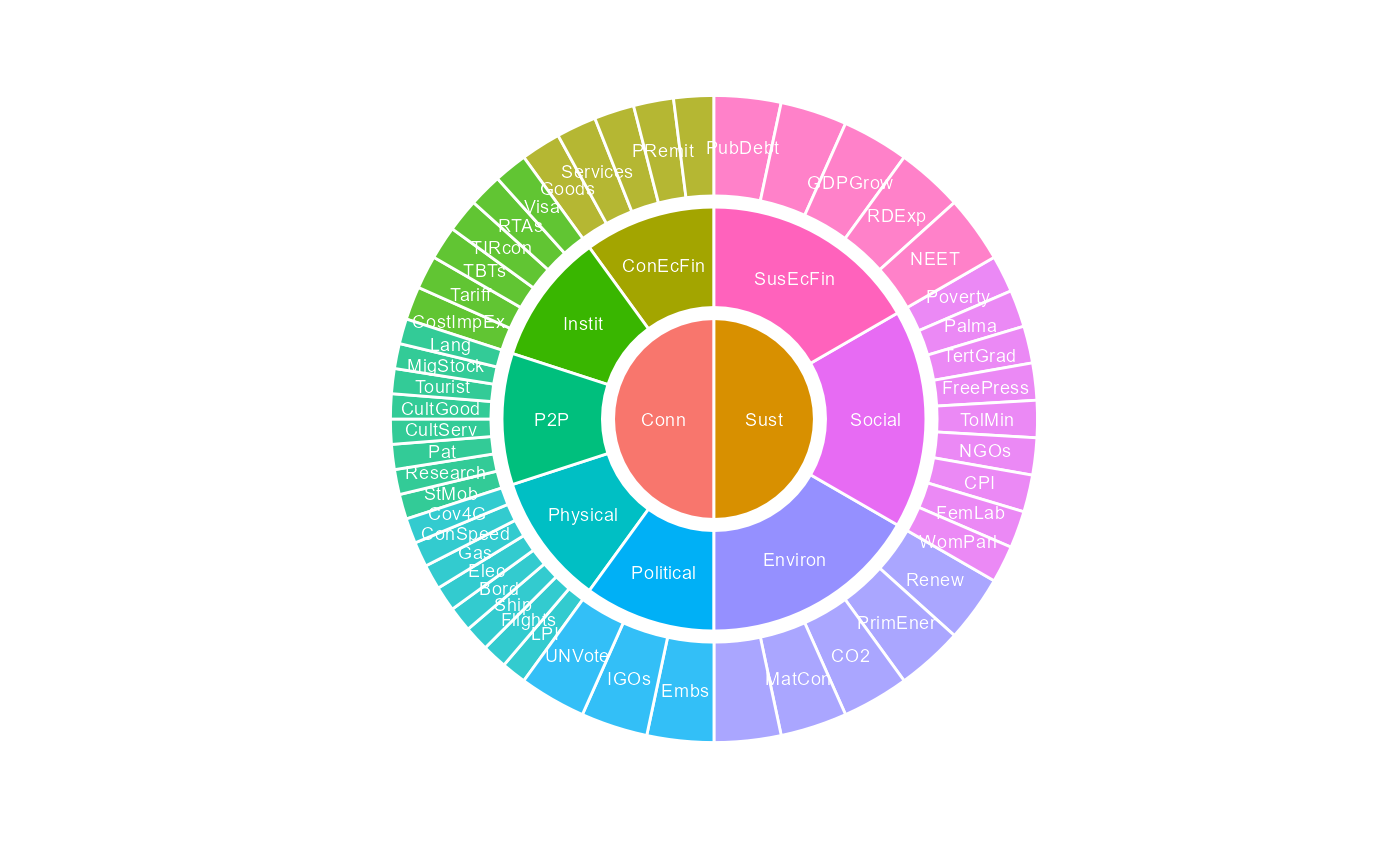 Conn
Sust
ConEcFin
SusEcFin
Social
Environ
Political
Physical
P2P
Instit
PubDebt
GDPGrow
RDExp
NEET
Poverty
Palma
TertGrad
FreePress
TolMin
NGOs
CPI
FemLab
WomParl
Renew
PrimEner
CO2
MatCon
Embs
IGOs
UNVote
LPI
Flights
Ship
Bord
Elec
Gas
ConSpeed
Cov4G
StMob
Research
Pat
CultServ
CultGood
Tourist
MigStock
Lang
CostImpEx
Tariff
TBTs
TIRcon
RTAs
Visa
Goods
Services
PRemit